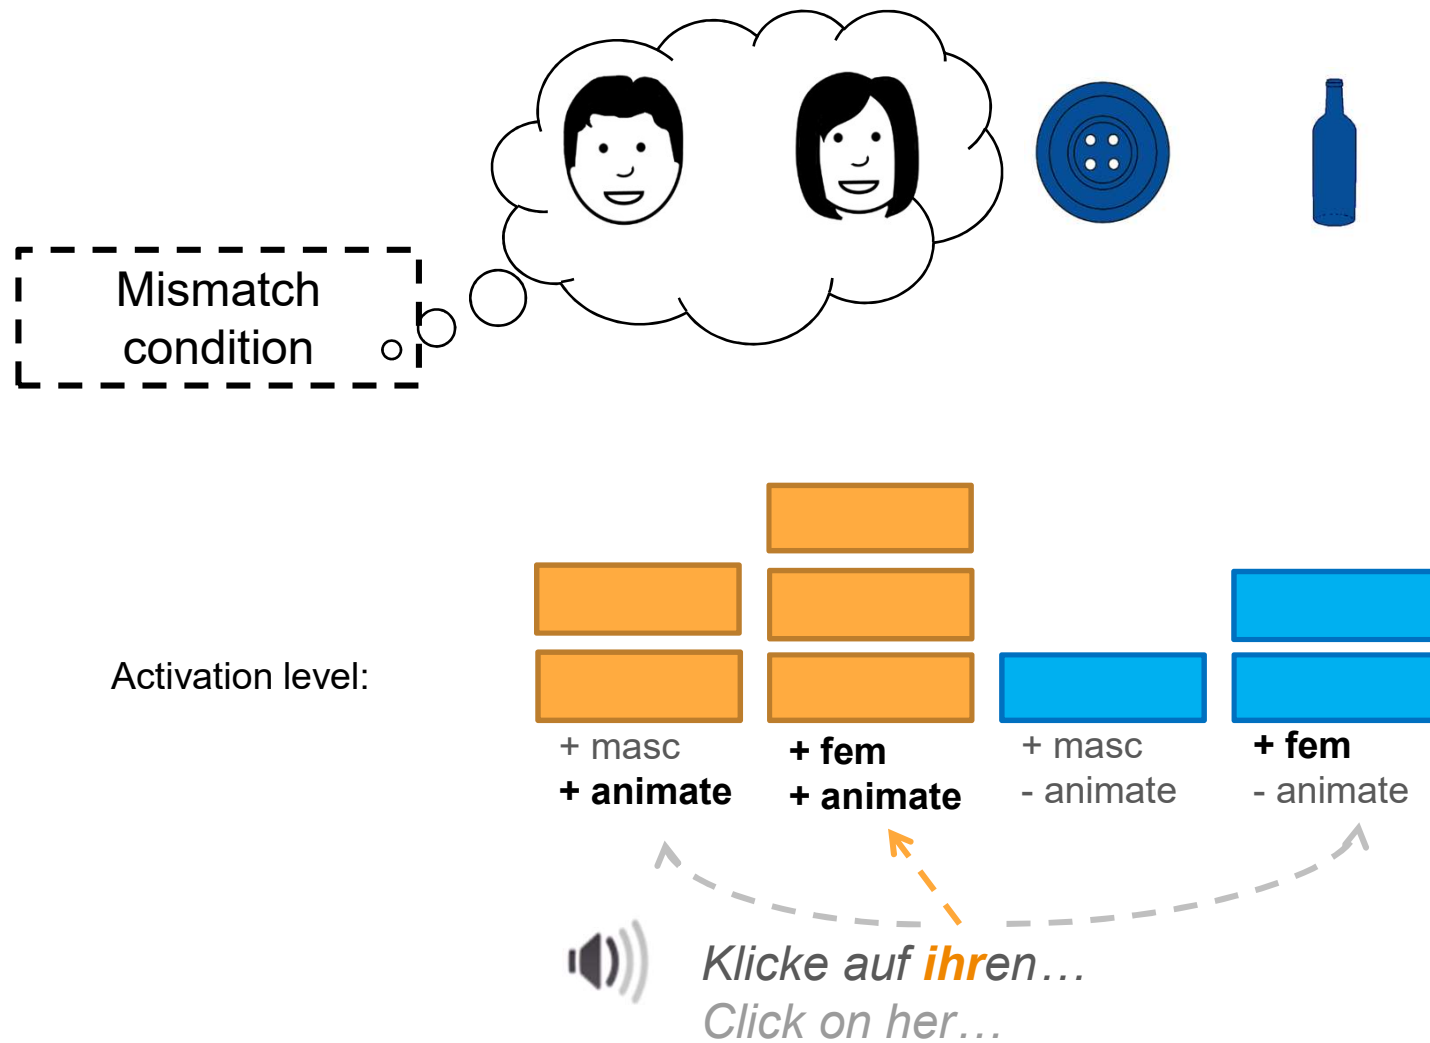 Mismatch
condition
Activation level:
+ masc
+ animate
+ fem
+ animate
+ masc
- animate
+ fem
- animate
Klicke auf ihren…
Click on her…